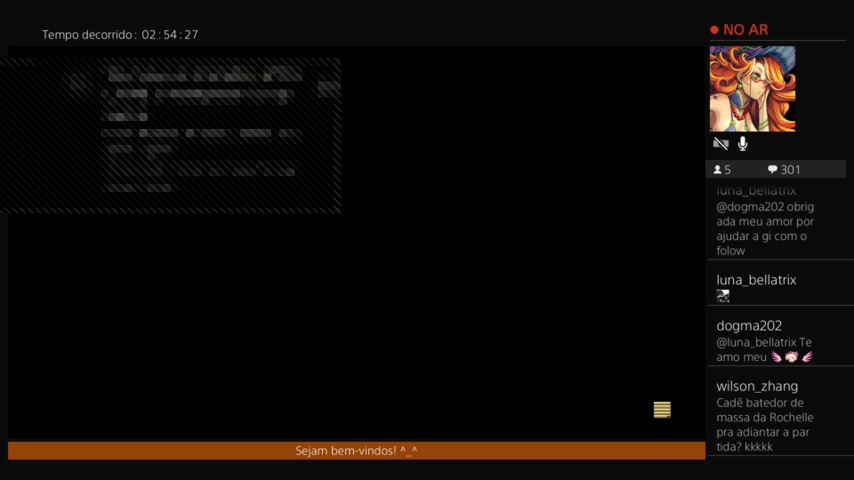 Tempo decorrido: 02:54:27
NO AR
5
301
luna_bellatrix
@dogma202 obrig
ada meu amor por
ajudar a gi com o
folow
luna_bellatrix
dogma202
@luna_bellatrix Te
amo meu
wilson_zhang
Cadê batedor de
massa da Rochelle
pra adiantar a par
tida? kkkkk
Sejam bem-vindos! ^_^